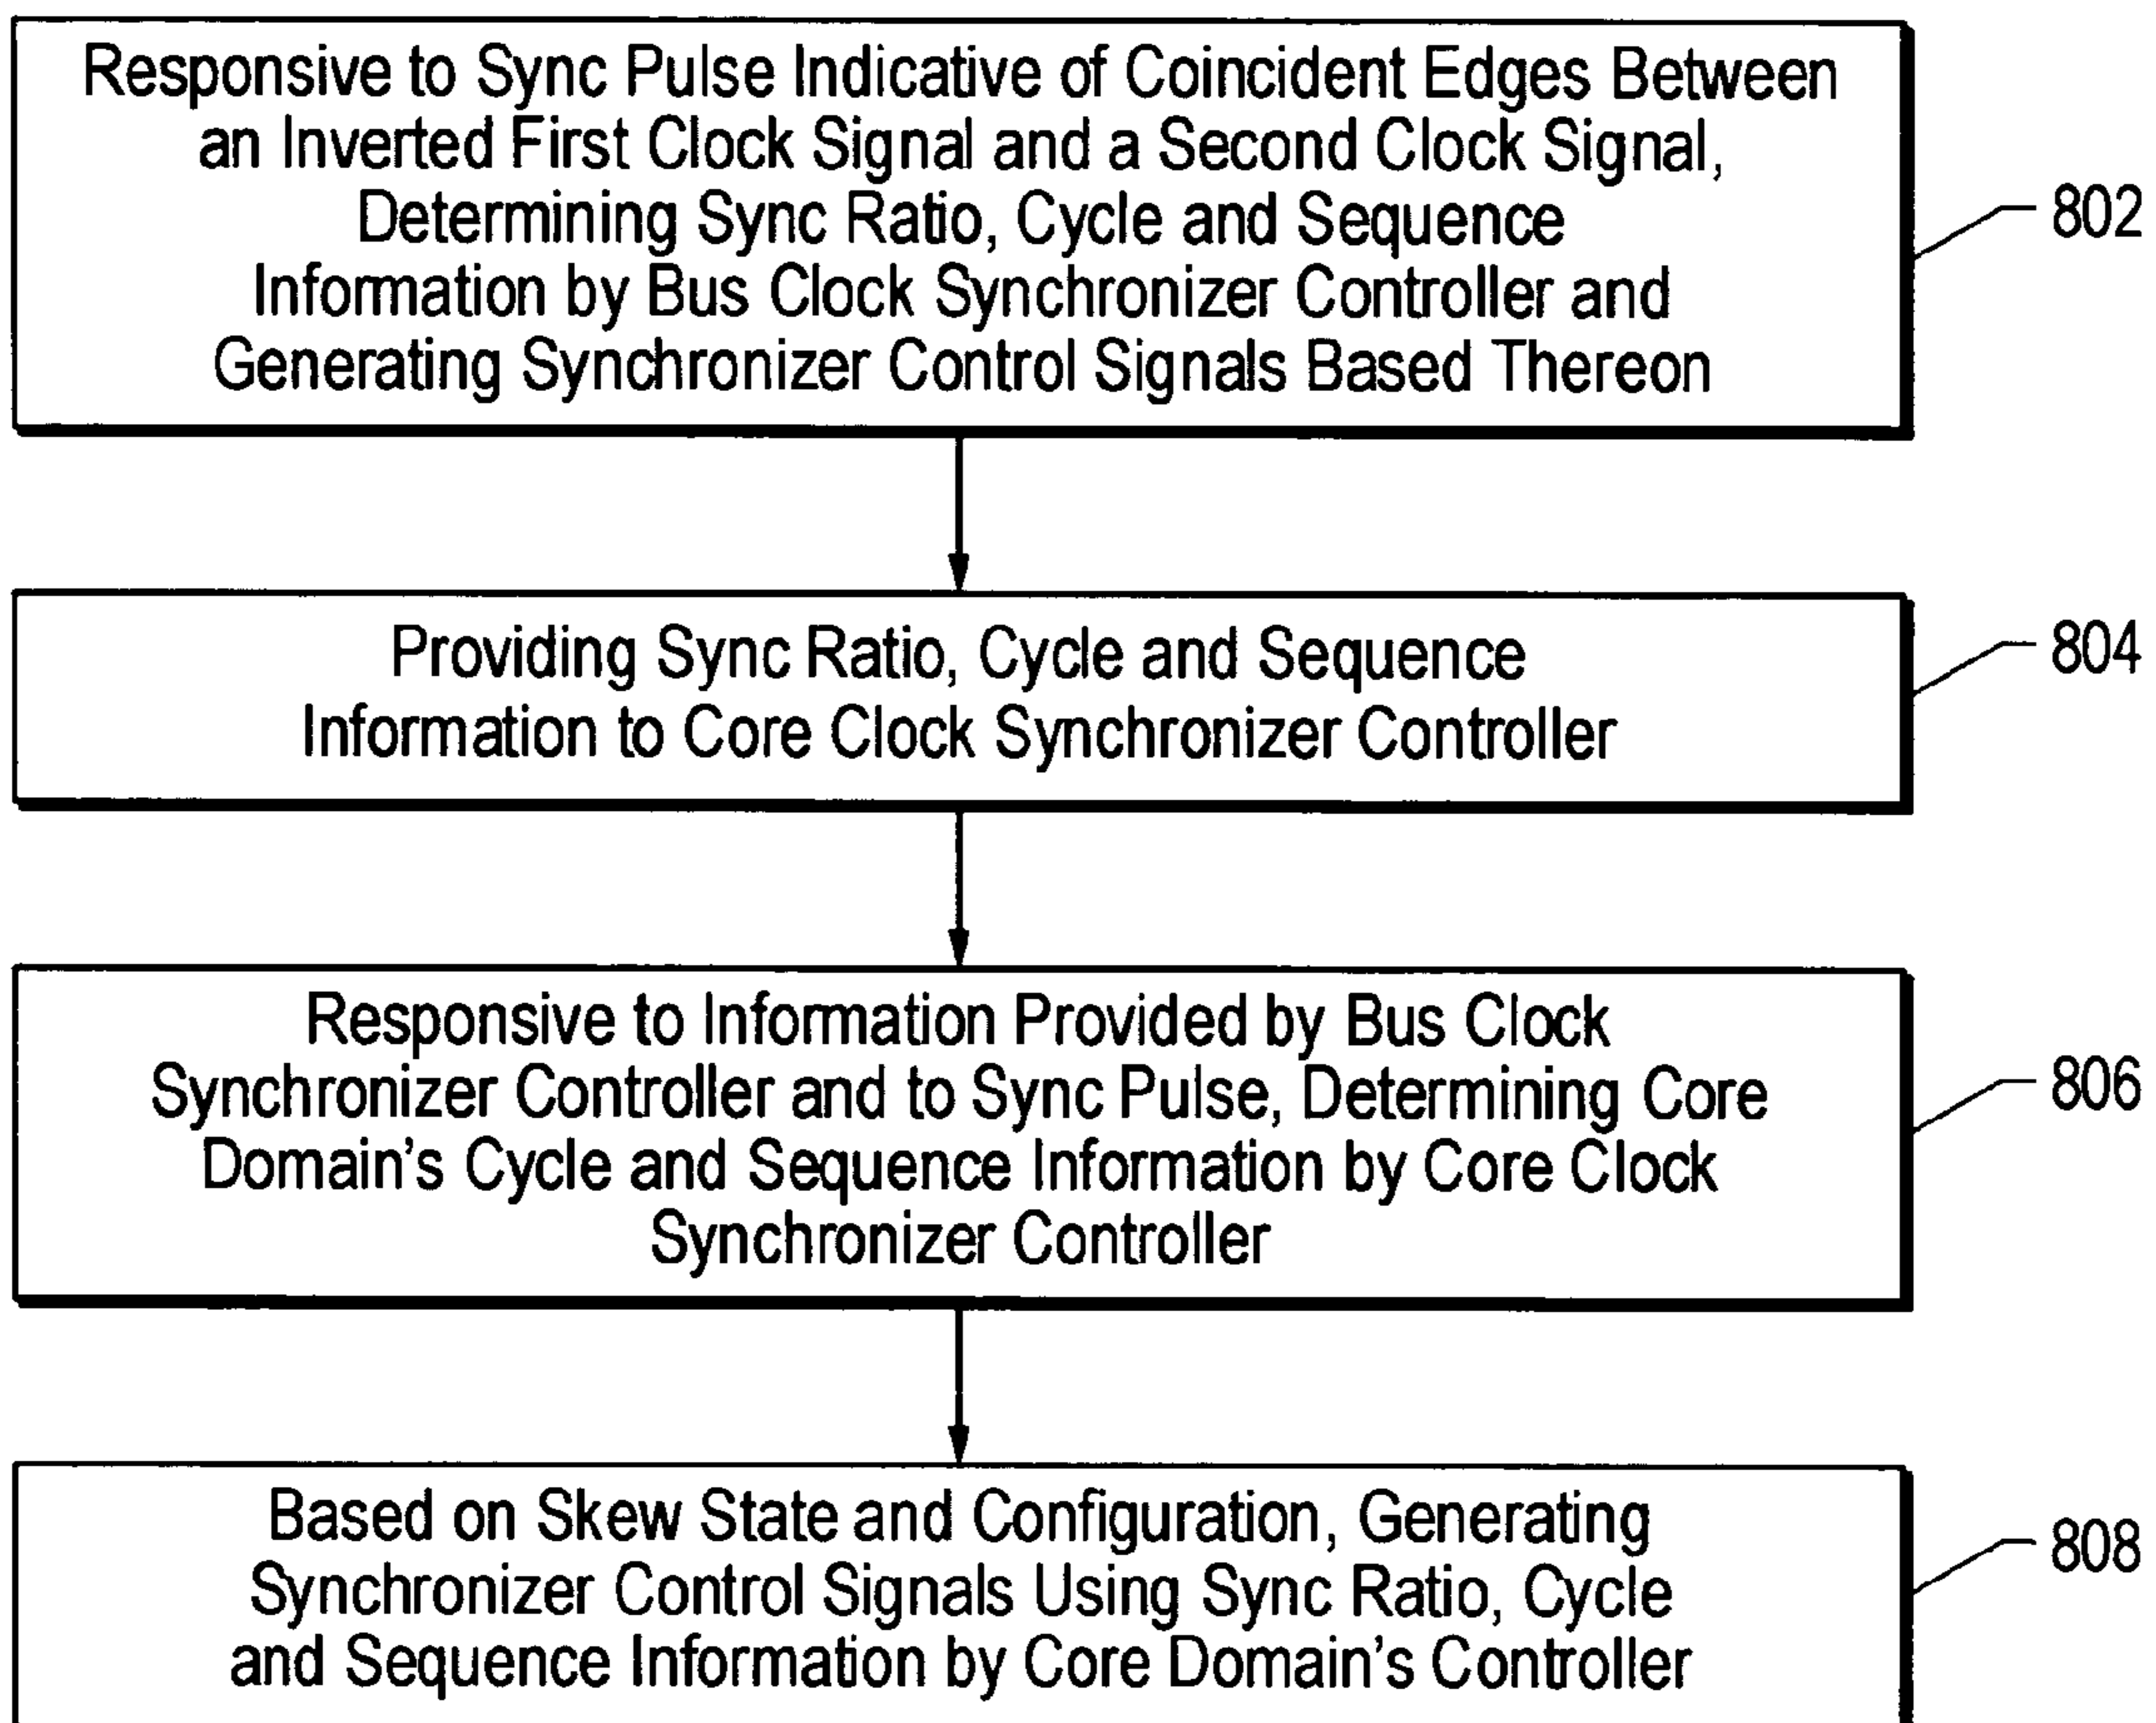 Responsive to Sync Pulse Indicative of Coincident Edges Between
an Inverted First Clock Signal and a Second Clock Signal,
Determining Sync Ratio, Cycle and Sequence
Information by Bus Clock Synchronizer Controller and
Generating Synchronizer Control Signals Based Thereon
802
Providing Sync Ratio, Cycle and Sequence
Information to Core Clock Synchronizer Controller
804
Responsive to Information Provided by Bus Clock
Synchronizer Controller and to Sync Pulse, Determining Core
Domain's Cycle and Sequence Information by Core Clock
Synchronizer Controller
806
Based on Skew State and Configuration, Generating
Synchronizer Control Signals Using Sync Ratio, Cycle
and Sequence Information by Core Domain's Controller
808